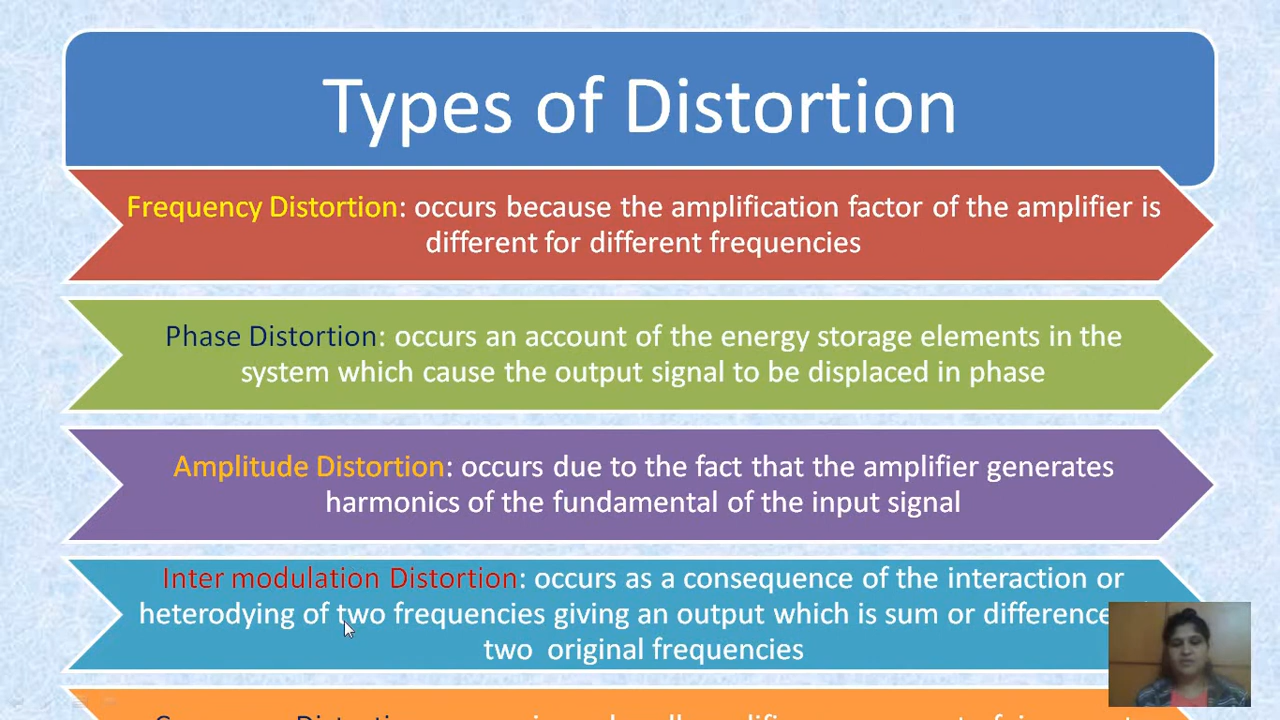 Types of Distortion
Frequency Distortion: occurs because the amplification factor of the amplifier is
different for different frequencies
Phase Distortion: occurs an account of the energy storage elements in the
system which cause the output signal to be displaced in phase
Amplitude Distortion: occurs due to the fact that the amplifier generates
harmonics of the fundamental of the input signal
Inter modulation Distortion: occurs as a consequence of the interaction or
heterodying of two frequencies giving an output which is sum or difference
two original frequencies